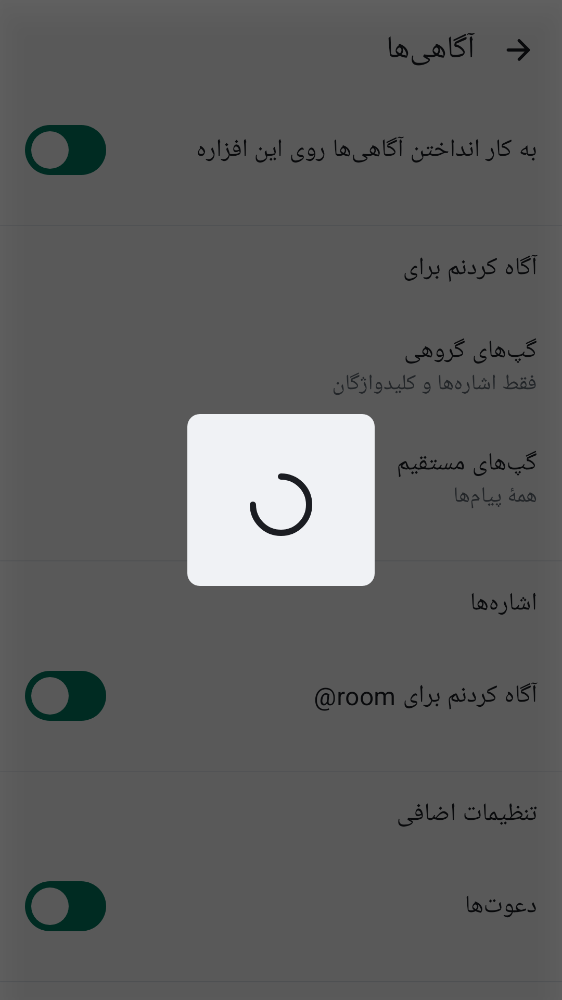 آگاهی‌ها
به کار انداختن آگاهی‌ها روی این افزاره
آگاه کردنم برای
گپ‌های گروهی
فقط اشاره‌ها و کلیدواژگان
گپ‌های مستقیم
همهٔ پیام‌ها
اشاره‌ها
آگاه کردنم برای @room
تنظیمات اضافی
دعوت‌ها